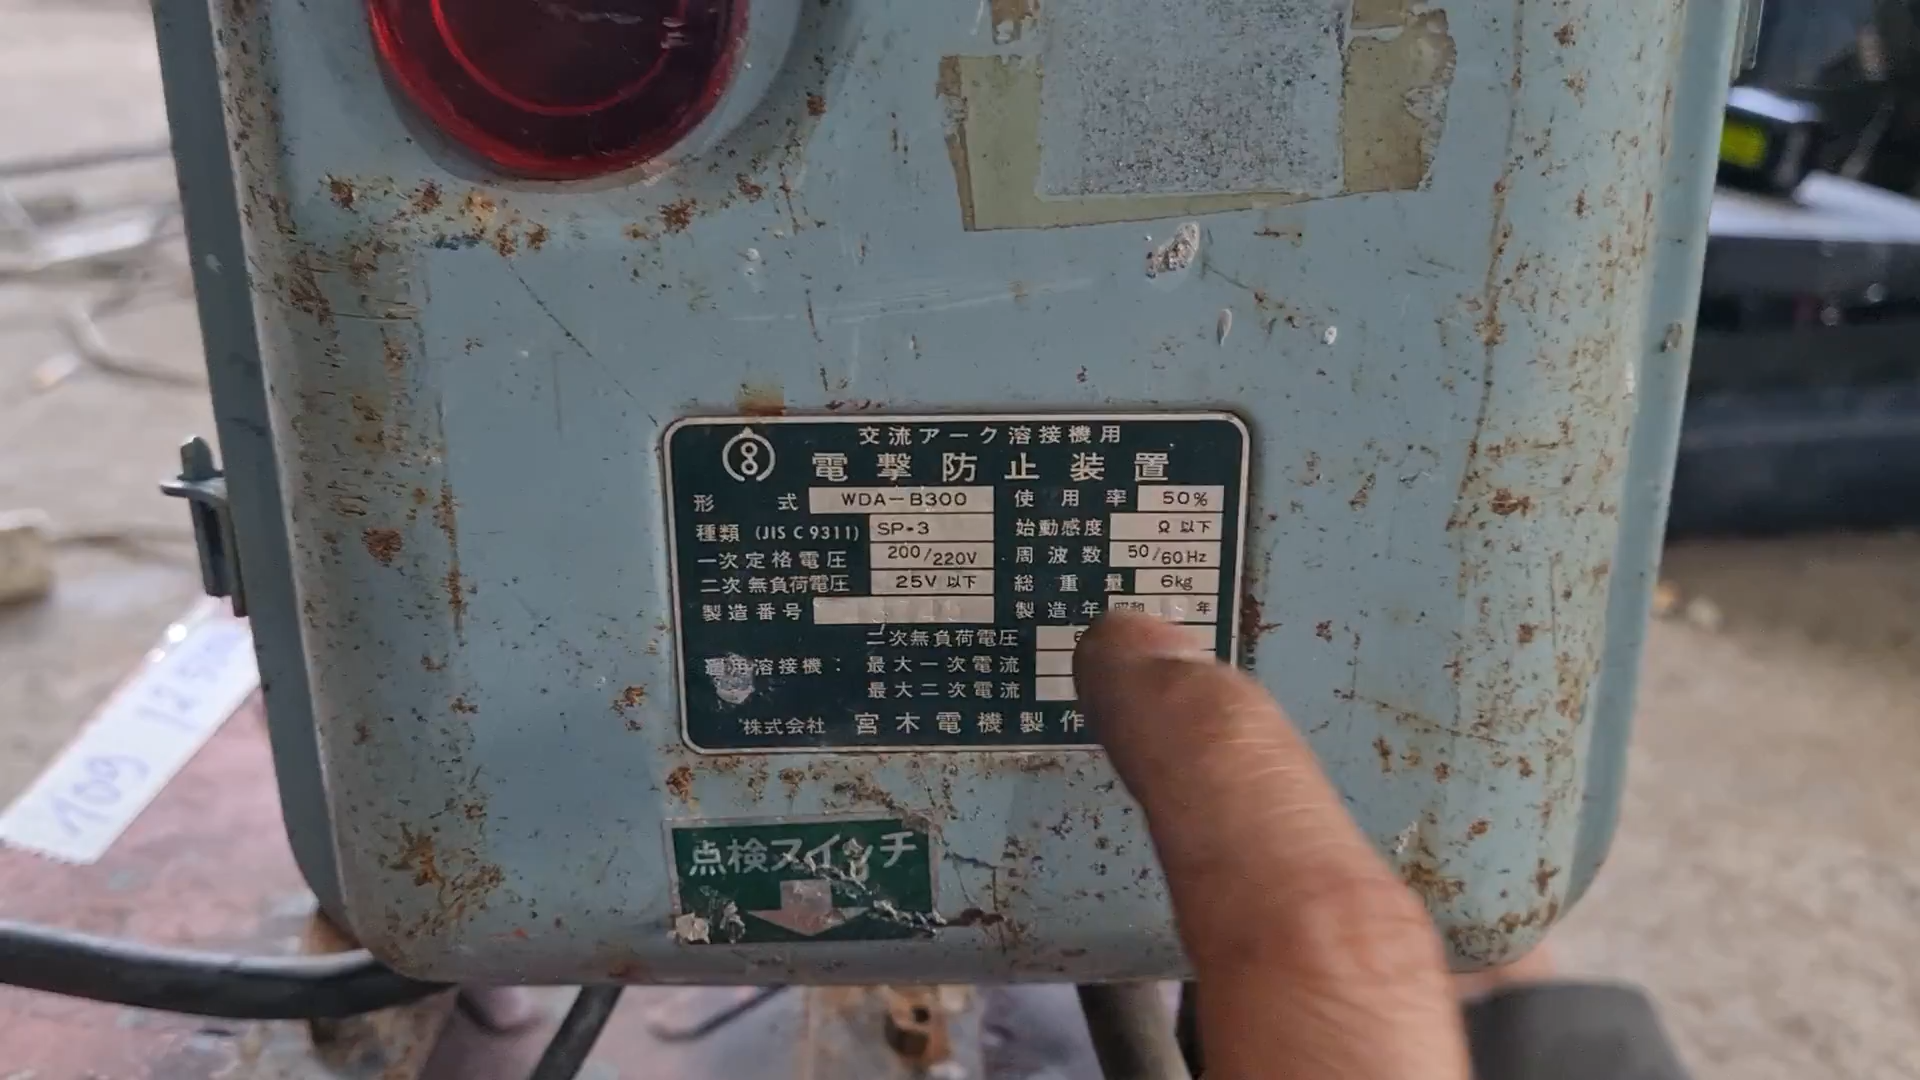 交流アーク溶接機用
電撃防止装置
形式 WDA-B300 使用率 50%
種類 (JIS C 9311) SP-3 始動感度 Ω 以下
一次定格電圧 200/220V 周波数 50/60Hz
二次無負荷電圧 25V 以下 総重量 6kg
製造番号 製造年 昭和 年
二次無負荷電圧
適用溶接機: 最大一次電流
最大二次電流
株式会社 宮木電機製作
点検スイッチ
109 125